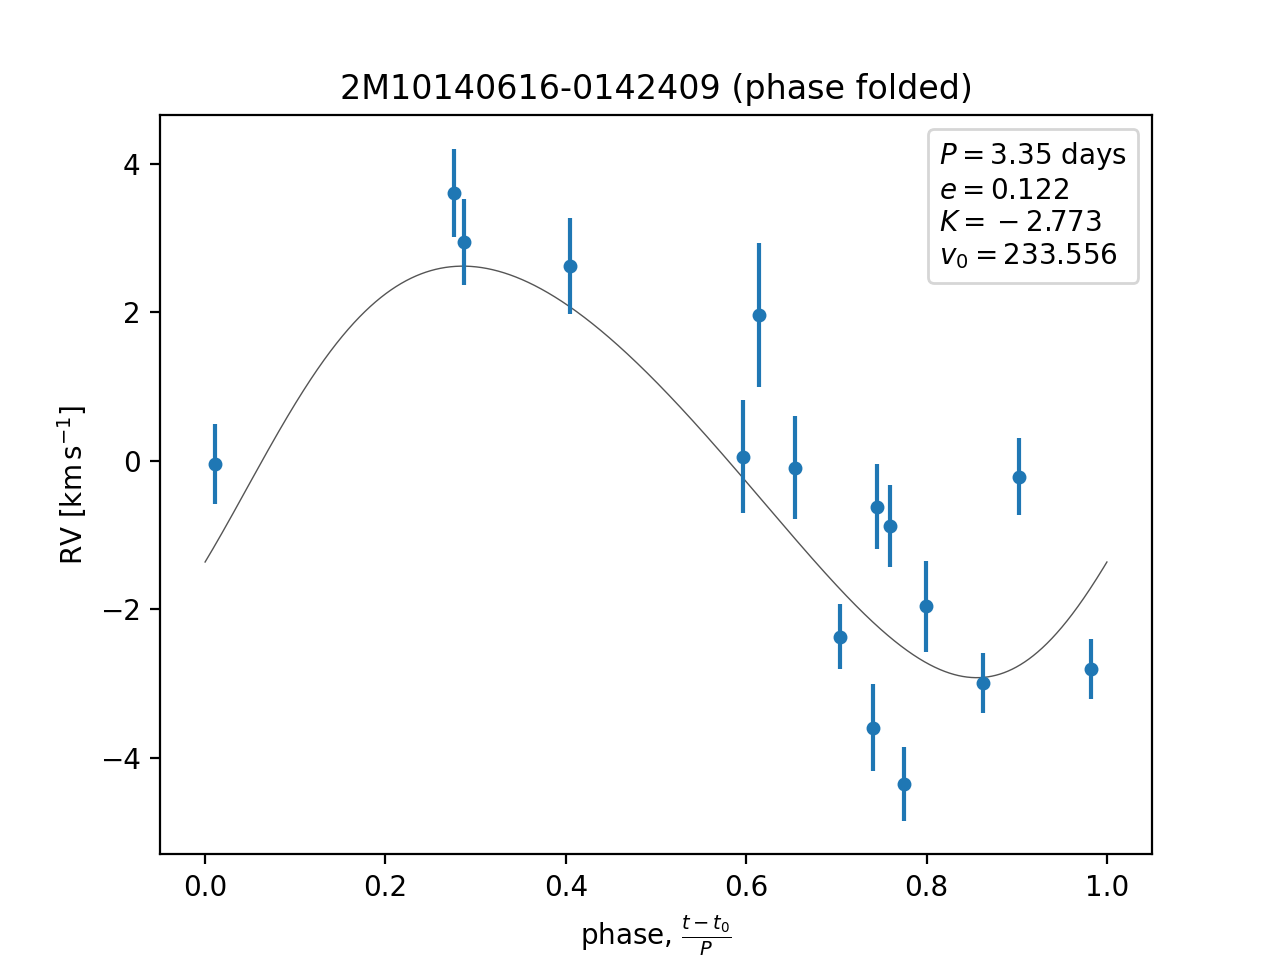 2M10140616-0142409 (phase folded)
P = 3.35 days
e = 0.122
K = −2.773
v₀ = 233.556
4
2
0
−2
−4
RV [km s⁻¹]
0.0 0.2 0.4 0.6 0.8 1.0
phase, (t − t₀)/P